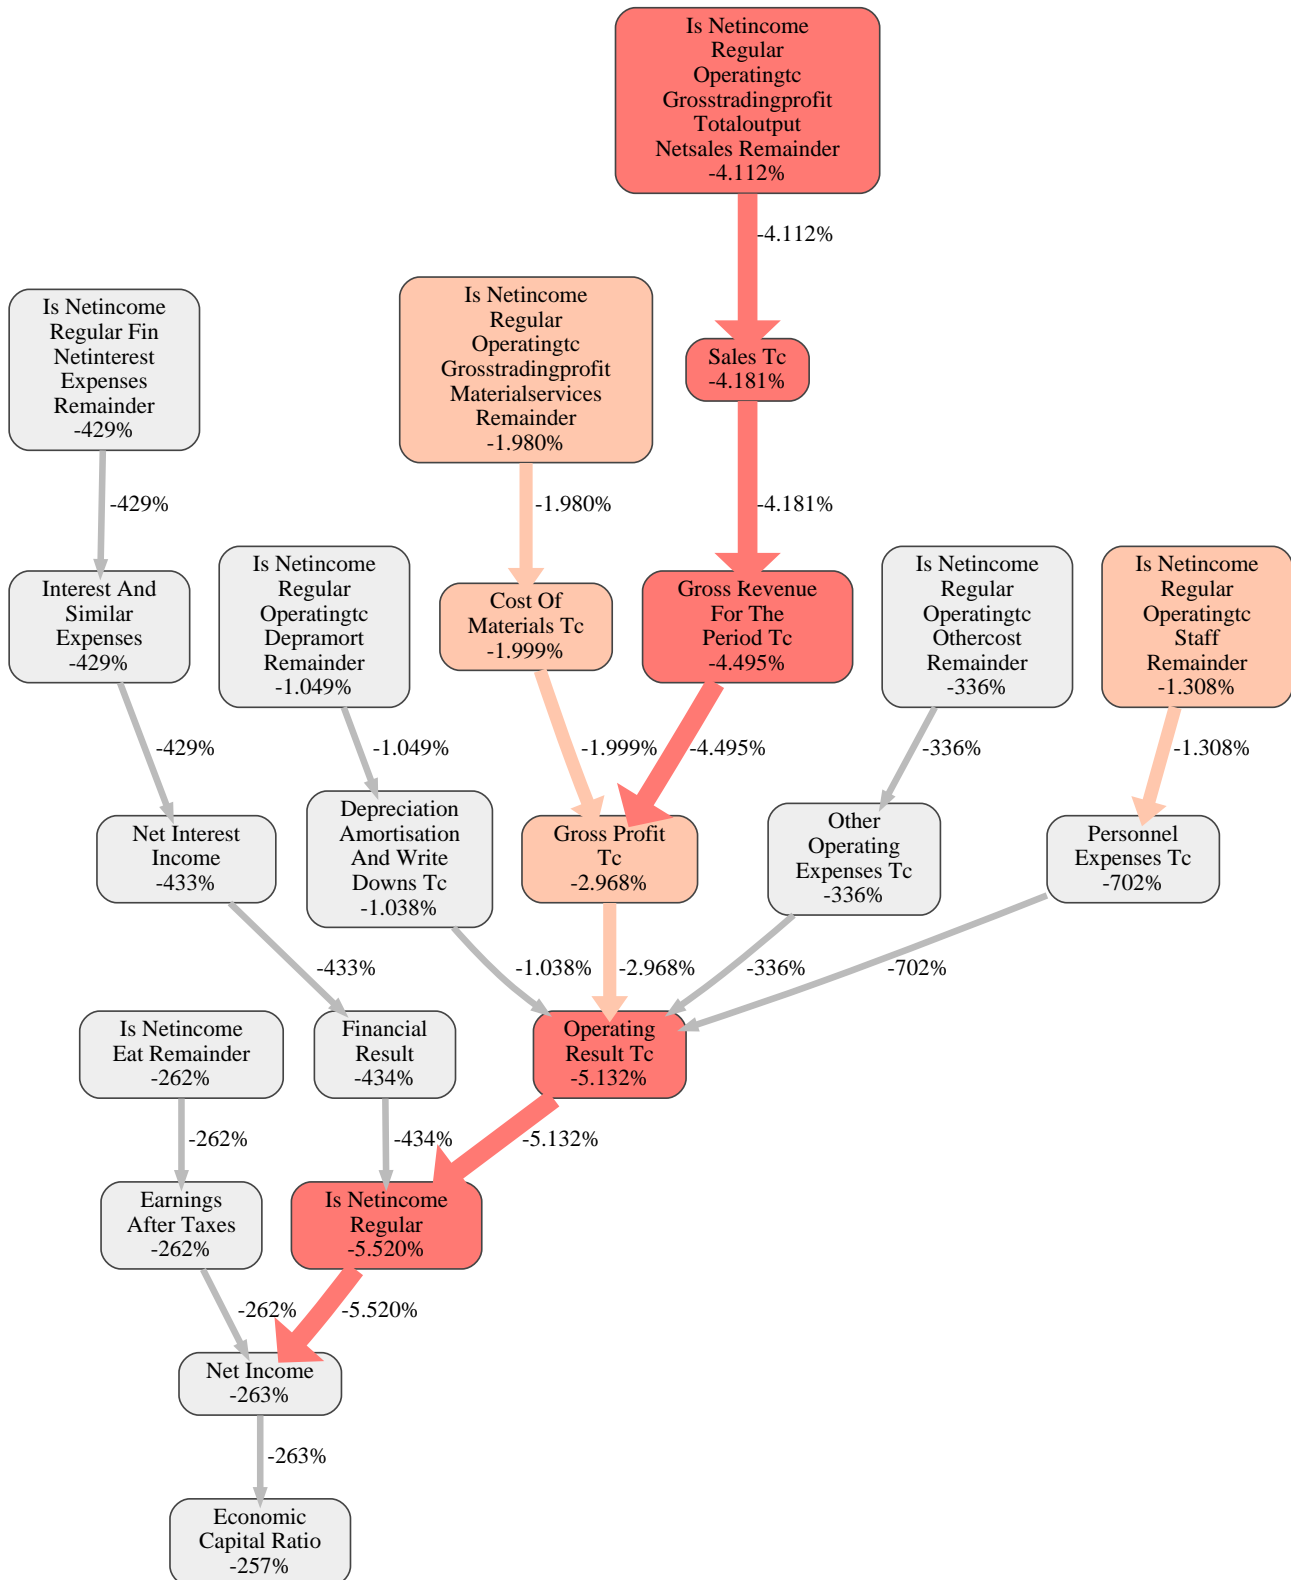 Is Netincome
Regular
Operatingtc
Grosstradingprofit
Totaloutput
Netsales Remainder
-4.112%
-4.112%
Is Netincome
Regular Fin
Netinterest
Expenses
Remainder
-429%
Is Netincome
Regular
Operatingtc
Grosstradingprofit
Materialservices
Remainder
-1.980%
Sales Tc
-4.181%
-429%
-1.980%
-4.181%
Interest And
Similar
Expenses
-429%
Is Netincome
Regular
Operatingtc
Depramort
Remainder
-1.049%
Cost Of
Materials Tc
-1.999%
Gross Revenue
For The
Period Tc
-4.495%
Is Netincome
Regular
Operatingtc
Othercost
Remainder
-336%
Is Netincome
Regular
Operatingtc
Staff
Remainder
-1.308%
-429%
-1.049%
-1.999%
-4.495%
-336%
-1.308%
Net Interest
Income
-433%
Depreciation
Amortisation
And Write
Downs Tc
-1.038%
Gross Profit
Tc
-2.968%
Other
Operating
Expenses Tc
-336%
Personnel
Expenses Tc
-702%
-433%
-1.038%
-2.968%
-336%
-702%
Is Netincome
Eat Remainder
-262%
Financial
Result
-434%
Operating
Result Tc
-5.132%
-262%
-434%
-5.132%
Earnings
After Taxes
-262%
Is Netincome
Regular
-5.520%
-262%
-5.520%
Net Income
-263%
-263%
Economic
Capital Ratio
-257%